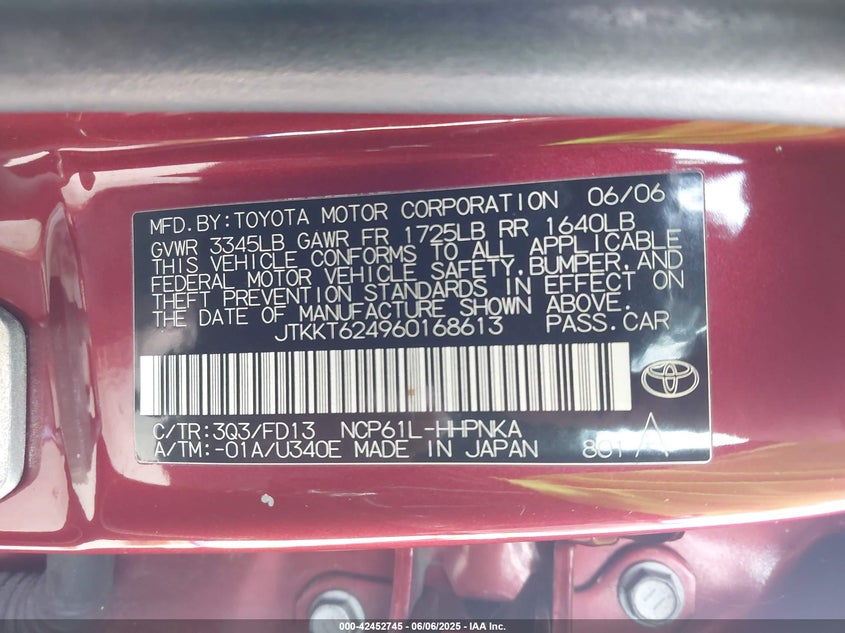 MFD. BY: TOYOTA MOTOR CORPORATION 06/06
GVWR 3345LB GAWR FR 1725LB RR 1640LB
THIS VEHICLE CONFORMS TO ALL APPLICABLE
FEDERAL MOTOR VEHICLE SAFETY, BUMPER, AND
THEFT PREVENTION STANDARDS IN EFFECT ON
THE DATE OF MANUFACTURE SHOWN ABOVE.
JTKKT624960168613 PASS. CAR
C/TR: 3Q3/FD13 NCP61L-HHPNKA
A/TM: -01A/U340E MADE IN JAPAN 801 A
000-42452745 - 06/06/2025 - IAA Inc.